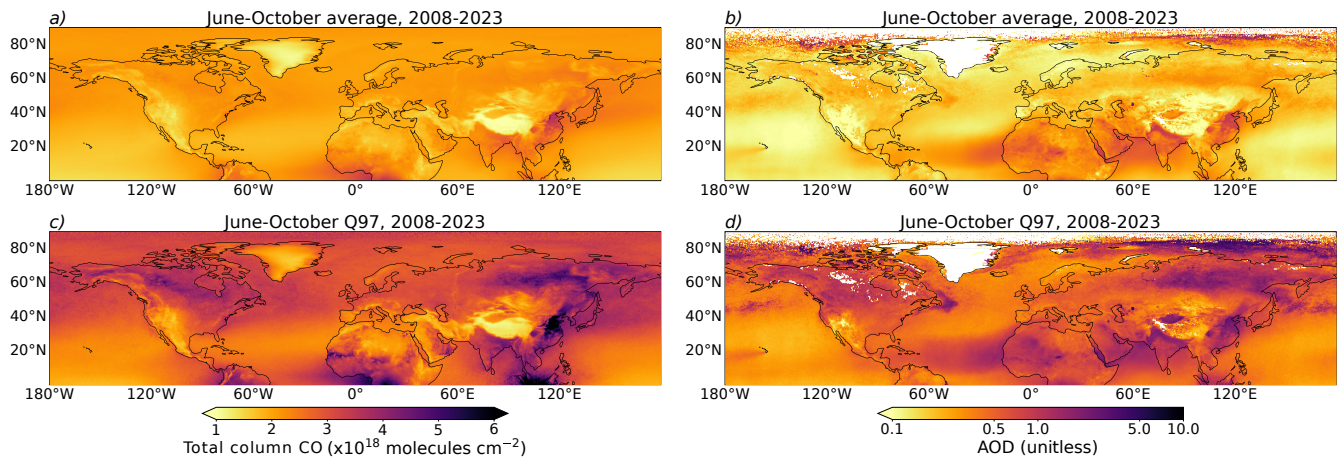 a) June-October average, 2008-2023
80°N
60°N
40°N
20°N
180°W 120°W 60°W 0° 60°E 120°E
b) June-October average, 2008-2023
80°N
60°N
40°N
20°N
180°W 120°W 60°W 0° 60°E 120°E
c) June-October Q97, 2008-2023
80°N
60°N
40°N
20°N
180°W 120°W 60°W 0° 60°E 120°E
1 2 3 4 5 6
Total column CO (x10¹⁸ molecules cm⁻²)
d) June-October Q97, 2008-2023
80°N
60°N
40°N
20°N
180°W 120°W 60°W 0° 60°E 120°E
0.1 0.5 1.0 5.0 10.0
AOD (unitless)